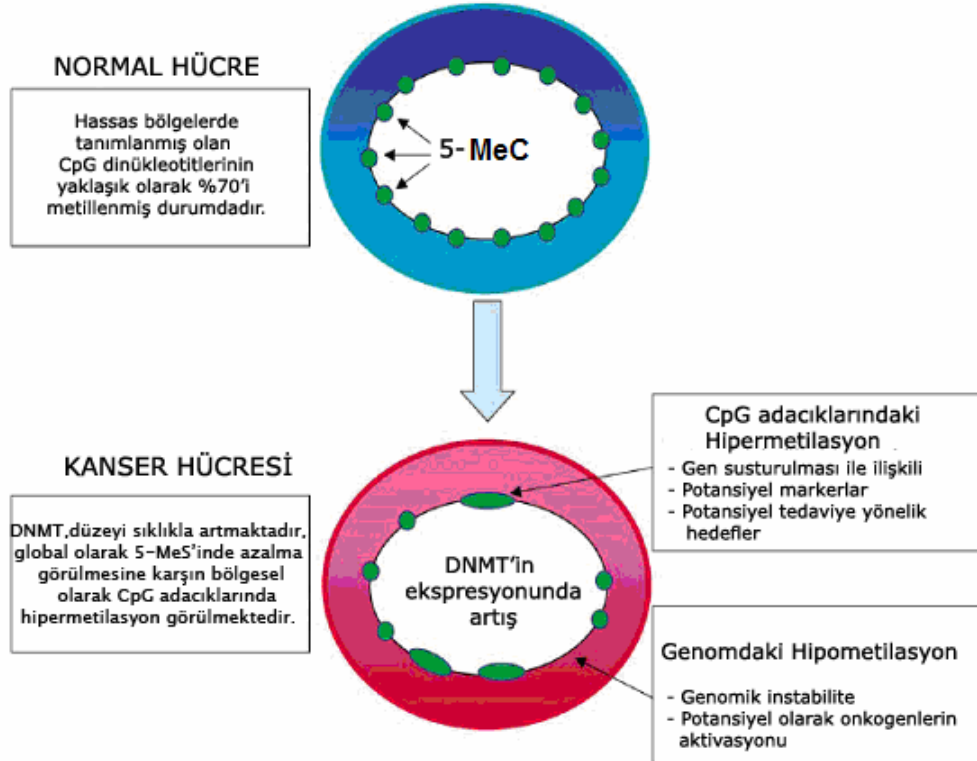 NORMAL HÜCRE
Hassas bölgelerde
tanımlanmış olan
CpG dinükleotitlerinin
yaklaşık olarak %70'i
metillenmiş durumdadır.
5-MeC
KANSER HÜCRESİ
DNMT,düzeyi sıklıkla artmaktadır,
global olarak 5-MeS'inde azalma
görülmesine karşın bölgesel
olarak CpG adacıklarında
hipermetilasyon görülmektedir.
DNMT'in
ekspresyonunda
artış
CpG adacıklarındaki
Hipermetilasyon
- Gen susturulması ile ilişkili
- Potansiyel markerlar
- Potansiyel tedaviye yönelik
hedefler
Genomdaki Hipometilasyon
- Genomik instabilite
- Potansiyel olarak onkogenlerin
aktivasyonu